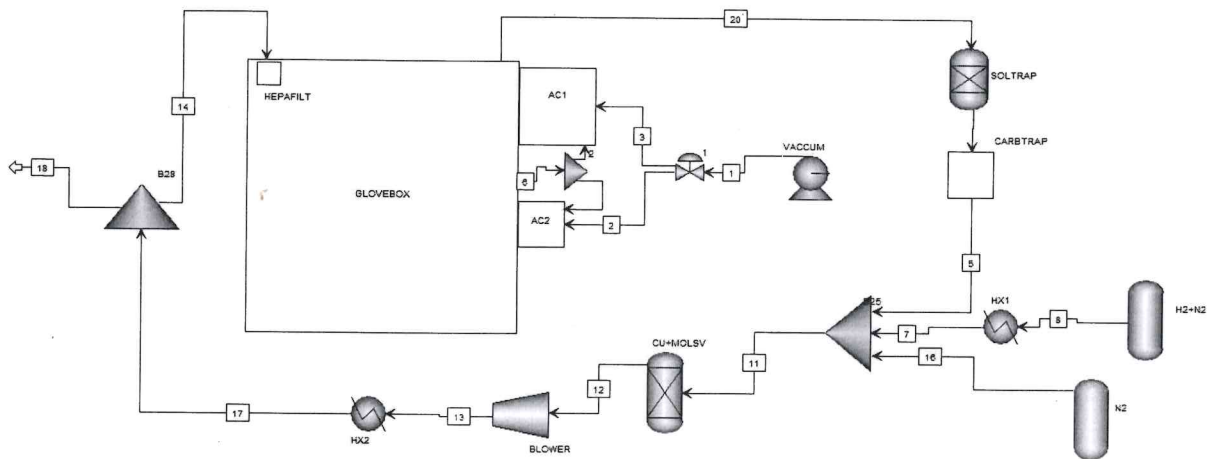 20
SOLTRAP
HEPAFILT
AC1
14
3
1
2
CARBTRAP
VACCUM
18
B28
GLOVEBOX
6
1
AC2
2
5
HX1
H2+N2
B25
8
7
CU+MOLSV
11
16
12
N2
17
13
HX2
BLOWER